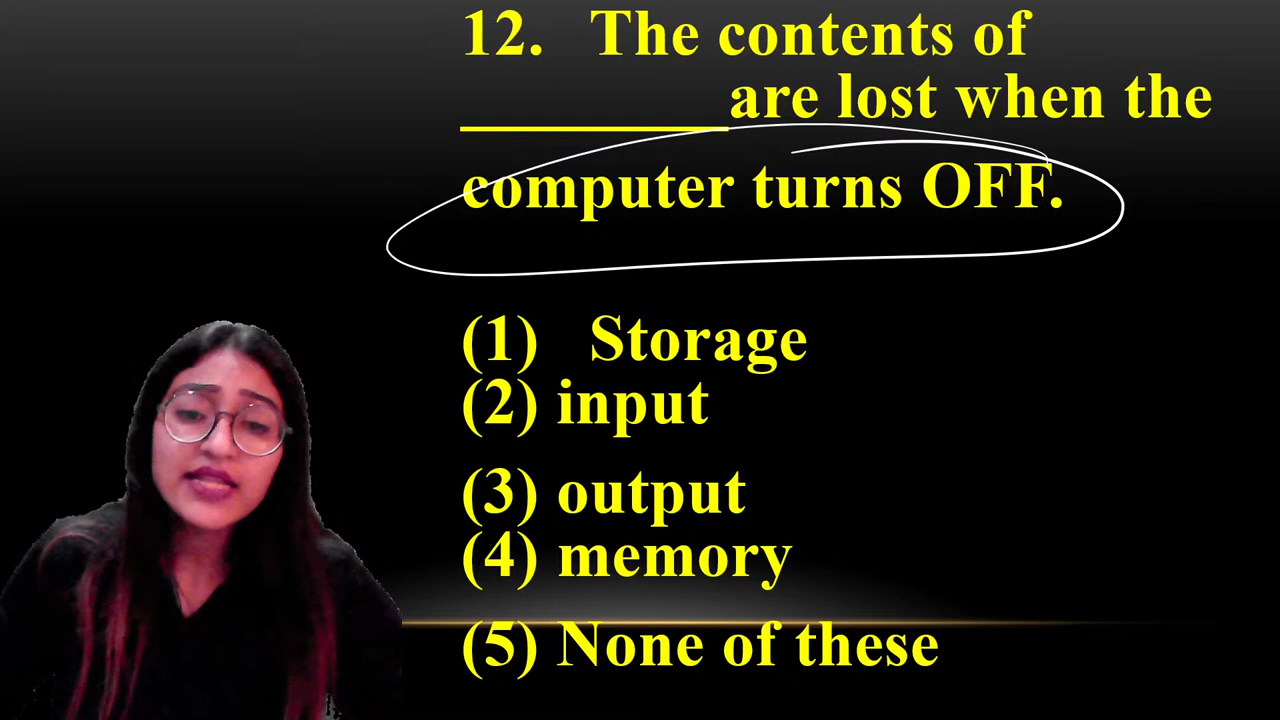 12. The contents of
____________ are lost when the
computer turns OFF.
(1) Storage
(2) input
(3) output
(4) memory
(5) None of these